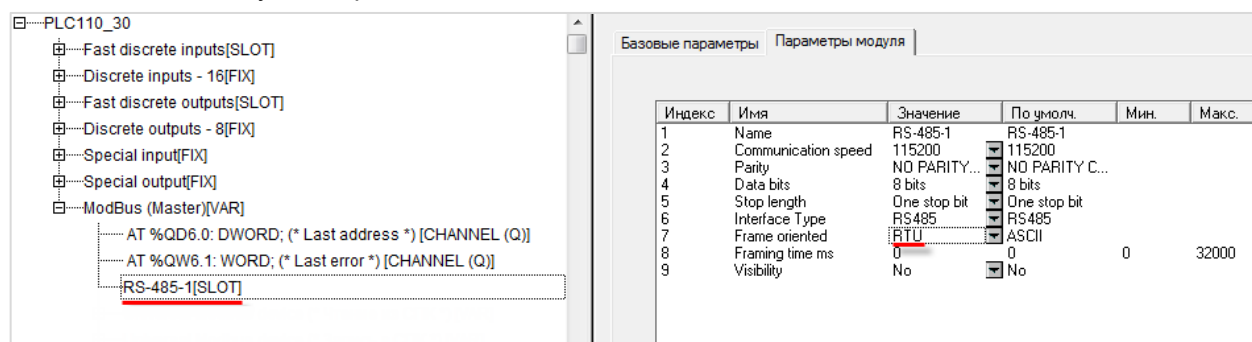 PLC110_30
Fast discrete inputs[SLOT]
Discrete inputs - 16[FIX]
Fast discrete outputs[SLOT]
Discrete outputs - 8[FIX]
Special input[FIX]
Special output[FIX]
ModBus (Master)[VAR]
AT %QD6.0: DWORD; (* Last address *) [CHANNEL (Q)]
AT %QW6.1: WORD; (* Last error *) [CHANNEL (Q)]
RS-485-1[SLOT]
Базовые параметры Параметры модуля
Индекс Имя Значение По умолч. Мин. Макс.
1 Name RS-485-1 RS-485-1
2 Communication speed 115200 115200
3 Parity NO PARITY... NO PARITY C...
4 Data bits 8 bits 8 bits
5 Stop length One stop bit One stop bit
6 Interface Type RS485 RS485
7 Frame oriented RTU ASCII
8 Framing time ms 0 0 0 32000
9 Visibility No No